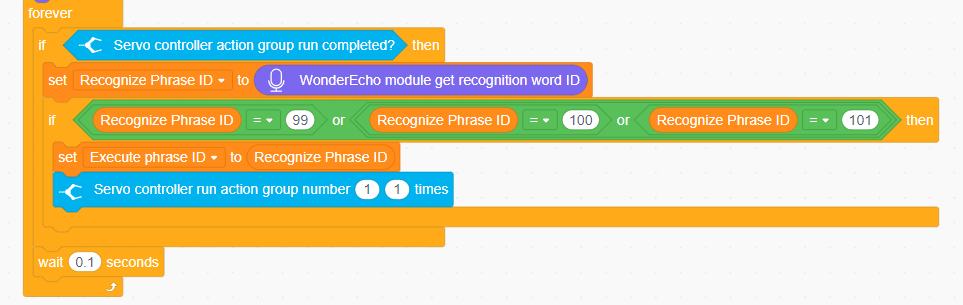 forever
if Servo controller action group run completed? then
set Recognize Phrase ID to WonderEcho module get recognition word ID
if Recognize Phrase ID = 99 or Recognize Phrase ID = 100 or Recognize Phrase ID = 101 then
set Execute phrase ID to Recognize Phrase ID
Servo controller run action group number 1 1 times
wait 0.1 seconds